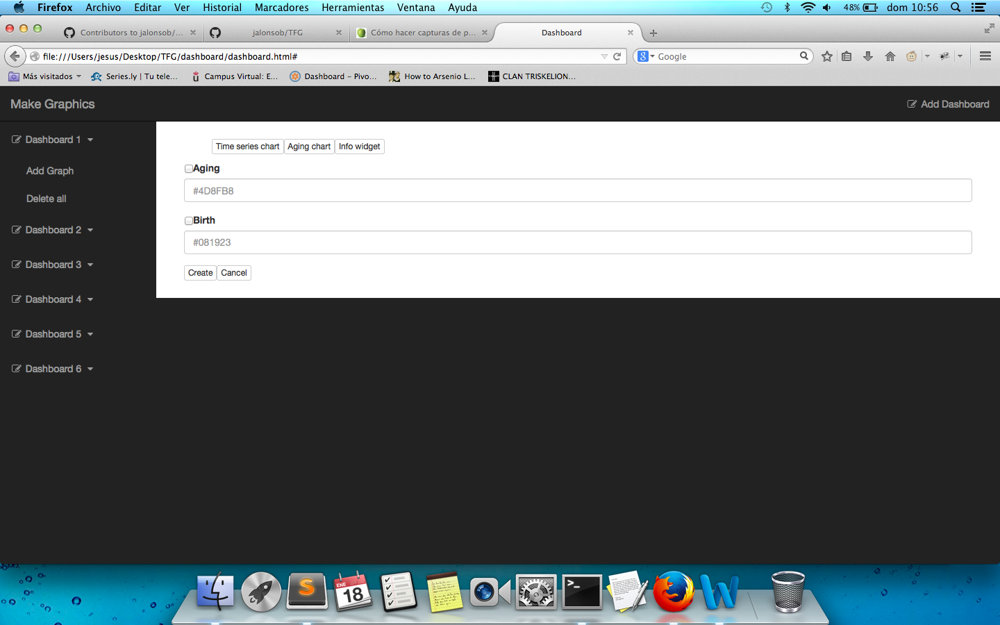 Firefox Archivo Editar Ver Historial Marcadores Herramientas Ventana Ayuda 48% dom 10:56
Contributors to jalonsob/... jalonsob/TFG Cómo hacer capturas de p... Dashboard
file:///Users/jesus/Desktop/TFG/dashboard/dashboard.html# Google
Más visitados Series.ly | Tu tele... Campus Virtual: E... Dashboard – Pivo... How to Arsenio L... CLAN TRISKELION...
Make Graphics Add Dashboard
Dashboard 1
Add Graph
Delete all
Dashboard 2
Dashboard 3
Dashboard 4
Dashboard 5
Dashboard 6
Time series chart Aging chart Info widget
Aging
#4D8FB8
Birth
#081923
Create Cancel
ENE
18